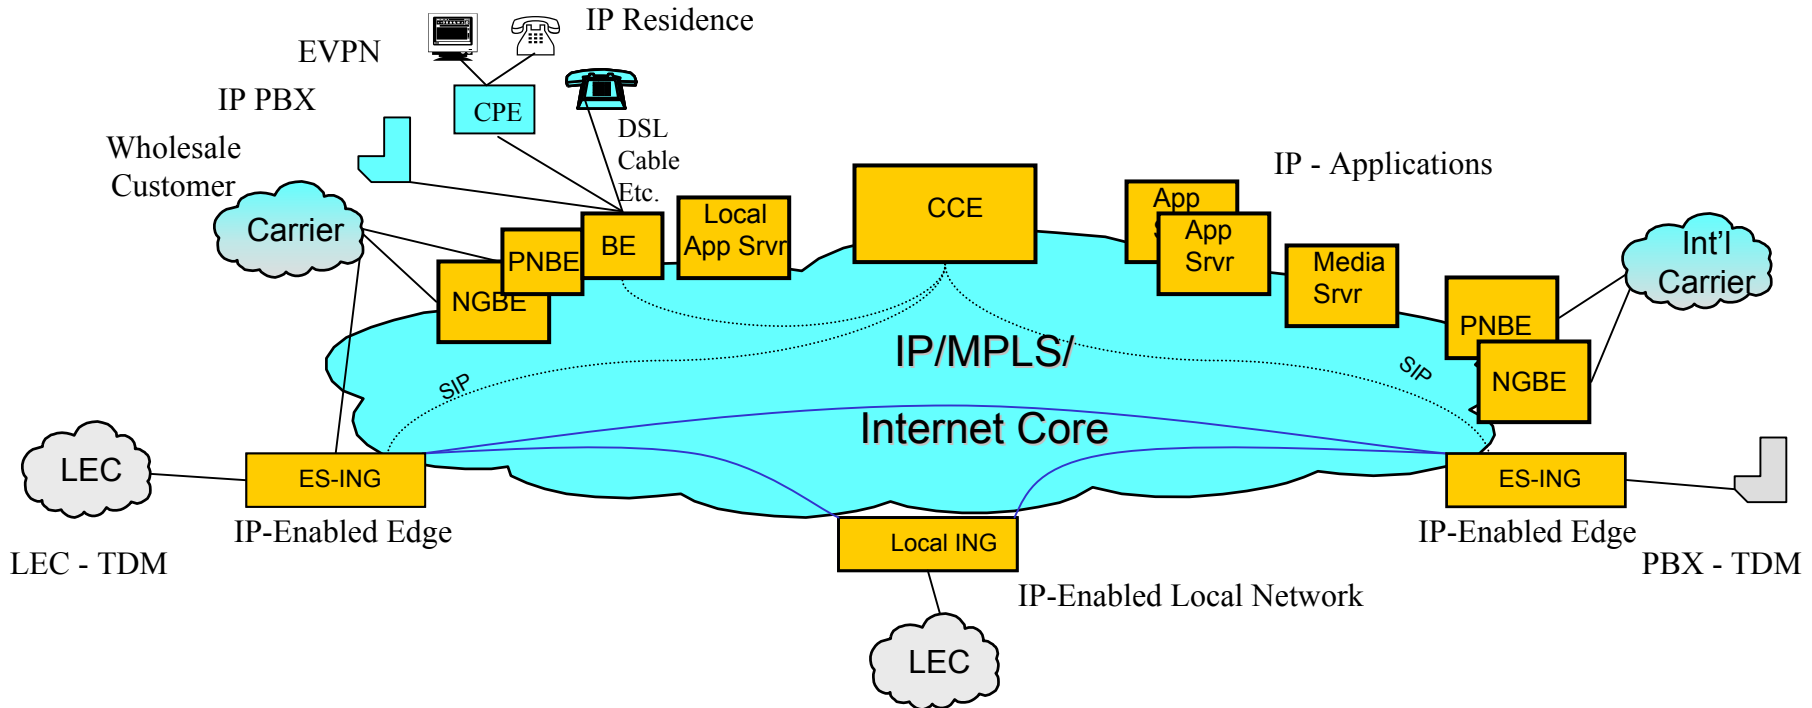 IP Residence
EVPN
IP PBX
CPE
DSL
Cable
Etc.
Wholesale
Customer
IP - Applications
Carrier
NGBE
PNBE
BE
Local
App Srvr
CCE
App
S
App
Srvr
Media
Srvr
PNBE
NGBE
Int'l
Carrier
IP/MPLS/
Internet Core
SIP
SIP
LEC
ES-ING
IP-Enabled Edge
LEC - TDM
ES-ING
IP-Enabled Edge
PBX - TDM
Local ING
IP-Enabled Local Network
LEC